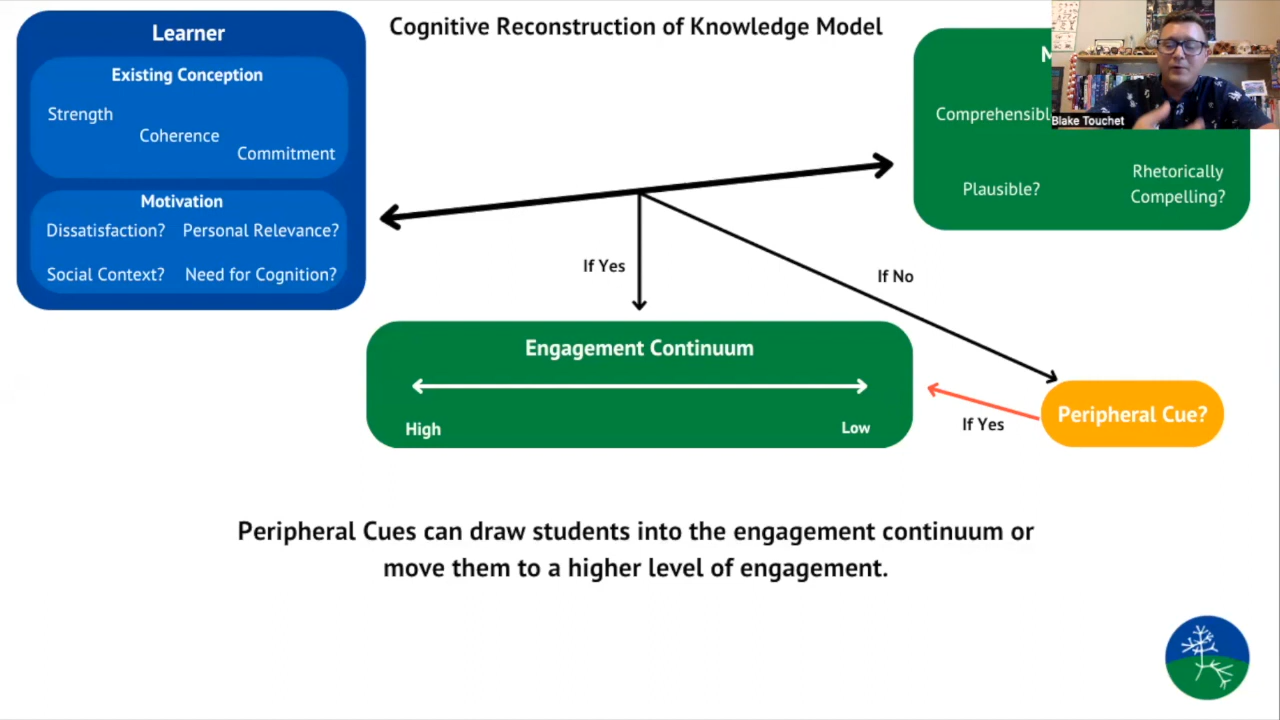 Cognitive Reconstruction of Knowledge Model
Learner
Existing Conception
Strength
Coherence
Commitment
Motivation
Dissatisfaction? Personal Relevance?
Social Context? Need for Cognition?
Blake Touchet
Plausible?
Rhetorically
Compelling?
If Yes
If No
Engagement Continuum
High
Low
Peripheral Cue?
If Yes
Peripheral Cues can draw students into the engagement continuum or
move them to a higher level of engagement.